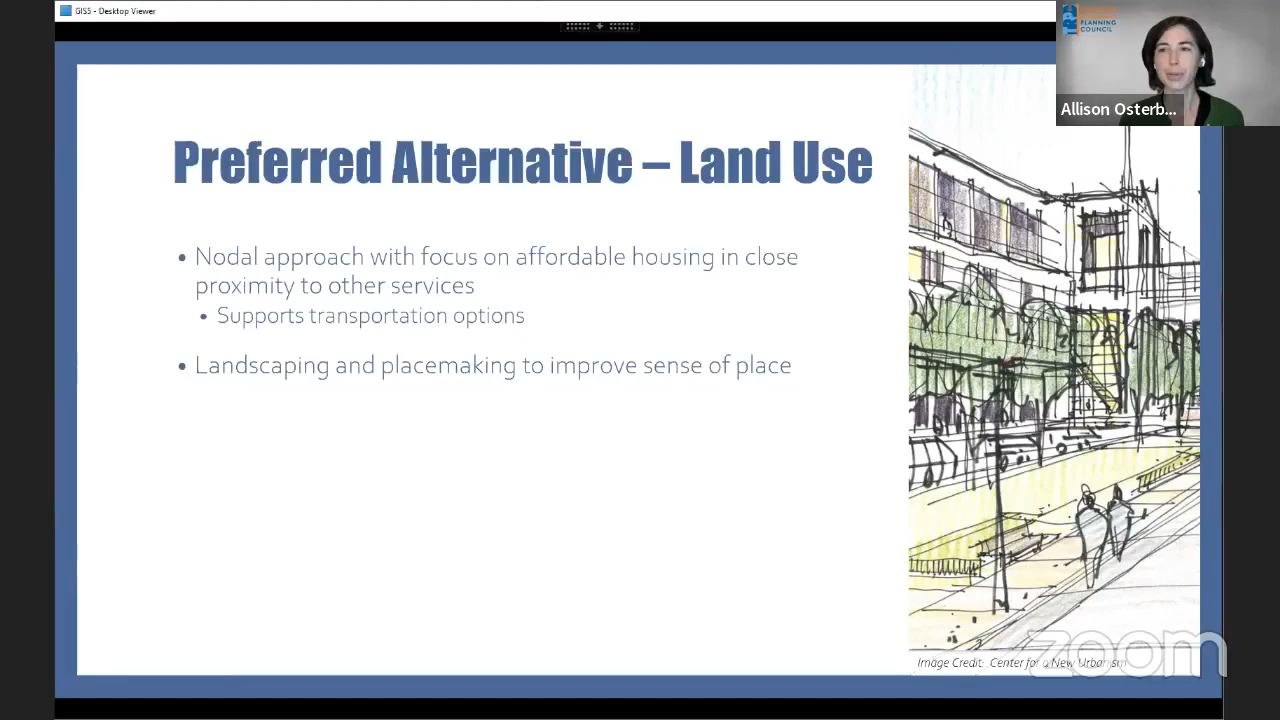 GIS5 - Desktop Viewer
PLANNING
COUNCIL
Allison Osterb...
Preferred Alternative – Land Use
• Nodal approach with focus on affordable housing in close
proximity to other services
• Supports transportation options
• Landscaping and placemaking to improve sense of place
Image Credit: Center for a New Urbanism
zoom